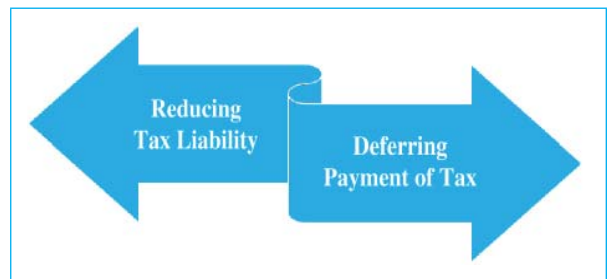 Reducing
Tax Liability
Deferring
Payment of Tax